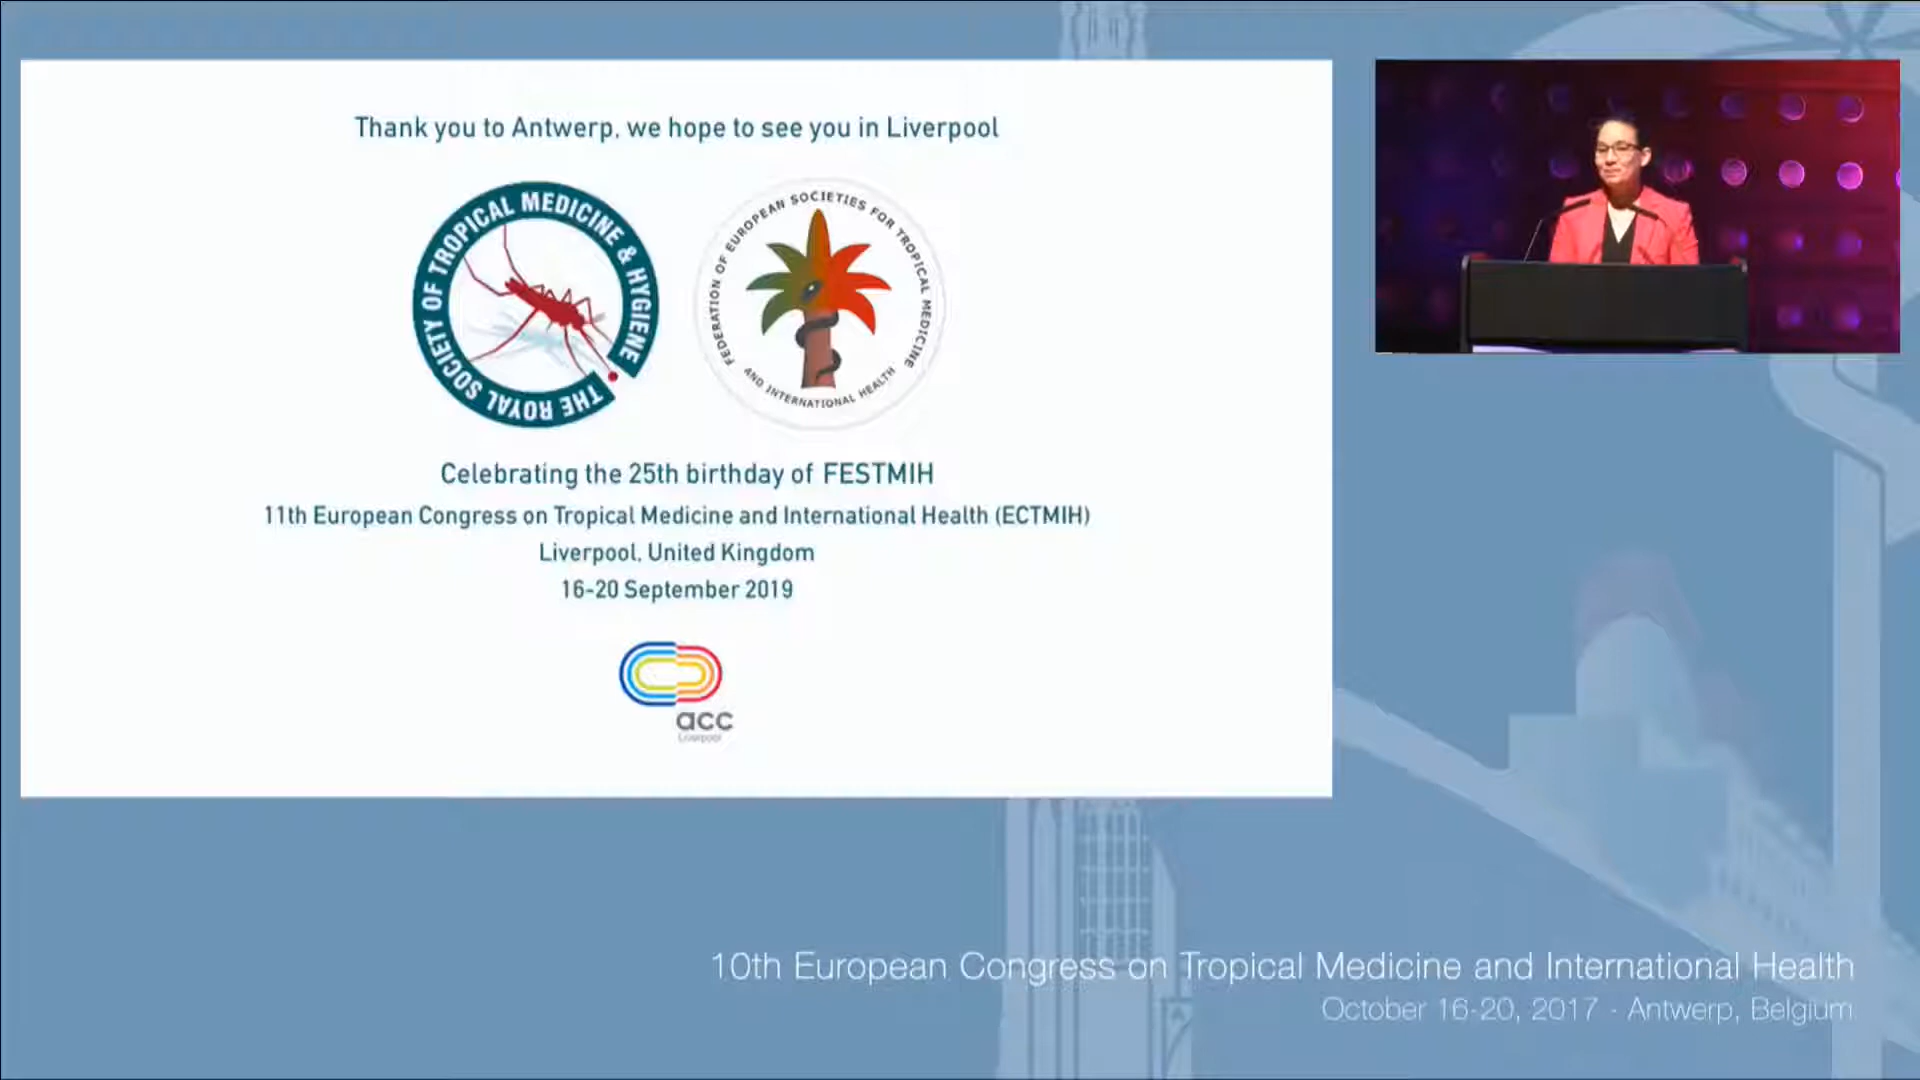 Thank you to Antwerp, we hope to see you in Liverpool
THE ROYAL SOCIETY OF TROPICAL MEDICINE & HYGIENE
FEDERATION OF EUROPEAN SOCIETIES FOR TROPICAL MEDICINE
AND INTERNATIONAL HEALTH
Celebrating the 25th birthday of FESTMIH
11th European Congress on Tropical Medicine and International Health (ECTMIH)
Liverpool, United Kingdom
16-20 September 2019
acc
Liverpool
10th European Congress on Tropical Medicine and International Health
October 16-20, 2017 - Antwerp, Belgium